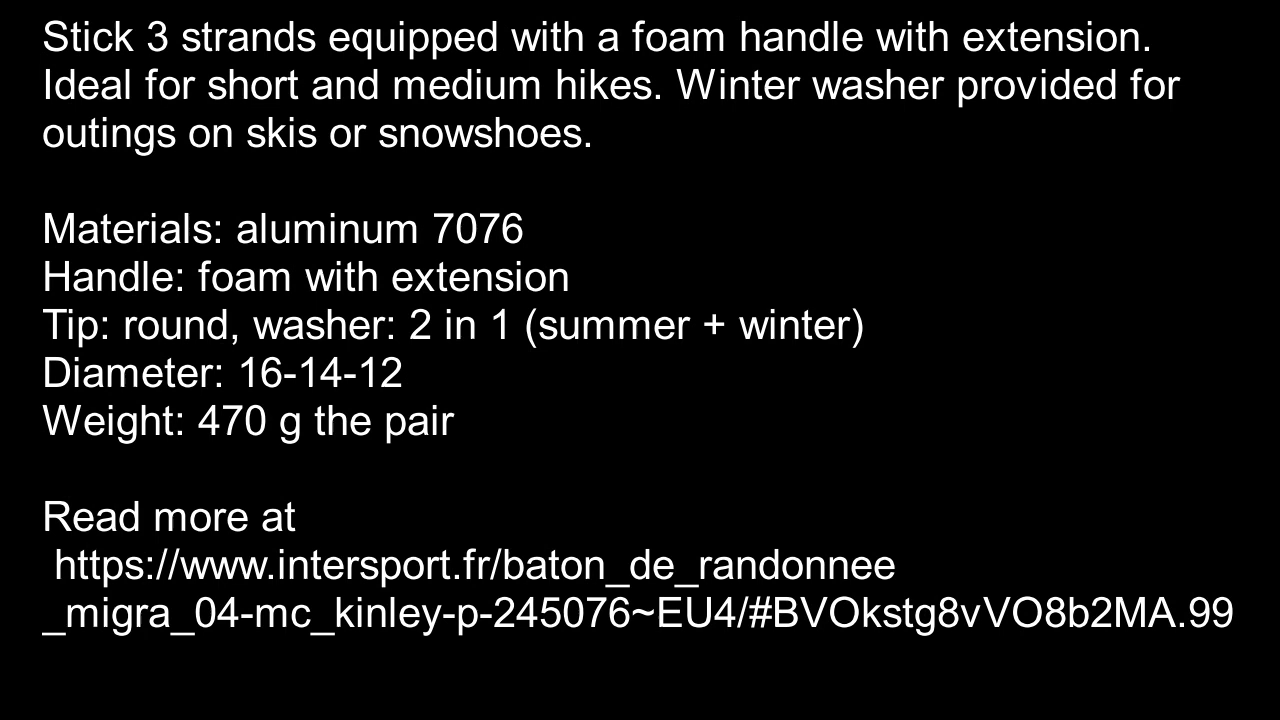 Stick 3 strands equipped with a foam handle with extension.
Ideal for short and medium hikes. Winter washer provided for
outings on skis or snowshoes.
Materials: aluminum 7076
Handle: foam with extension
Tip: round, washer: 2 in 1 (summer + winter)
Diameter: 16-14-12
Weight: 470 g the pair
Read more at
https://www.intersport.fr/baton_de_randonnee
_migra_04-mc_kinley-p-245076~EU4/#BVOkstg8vVO8b2MA.99